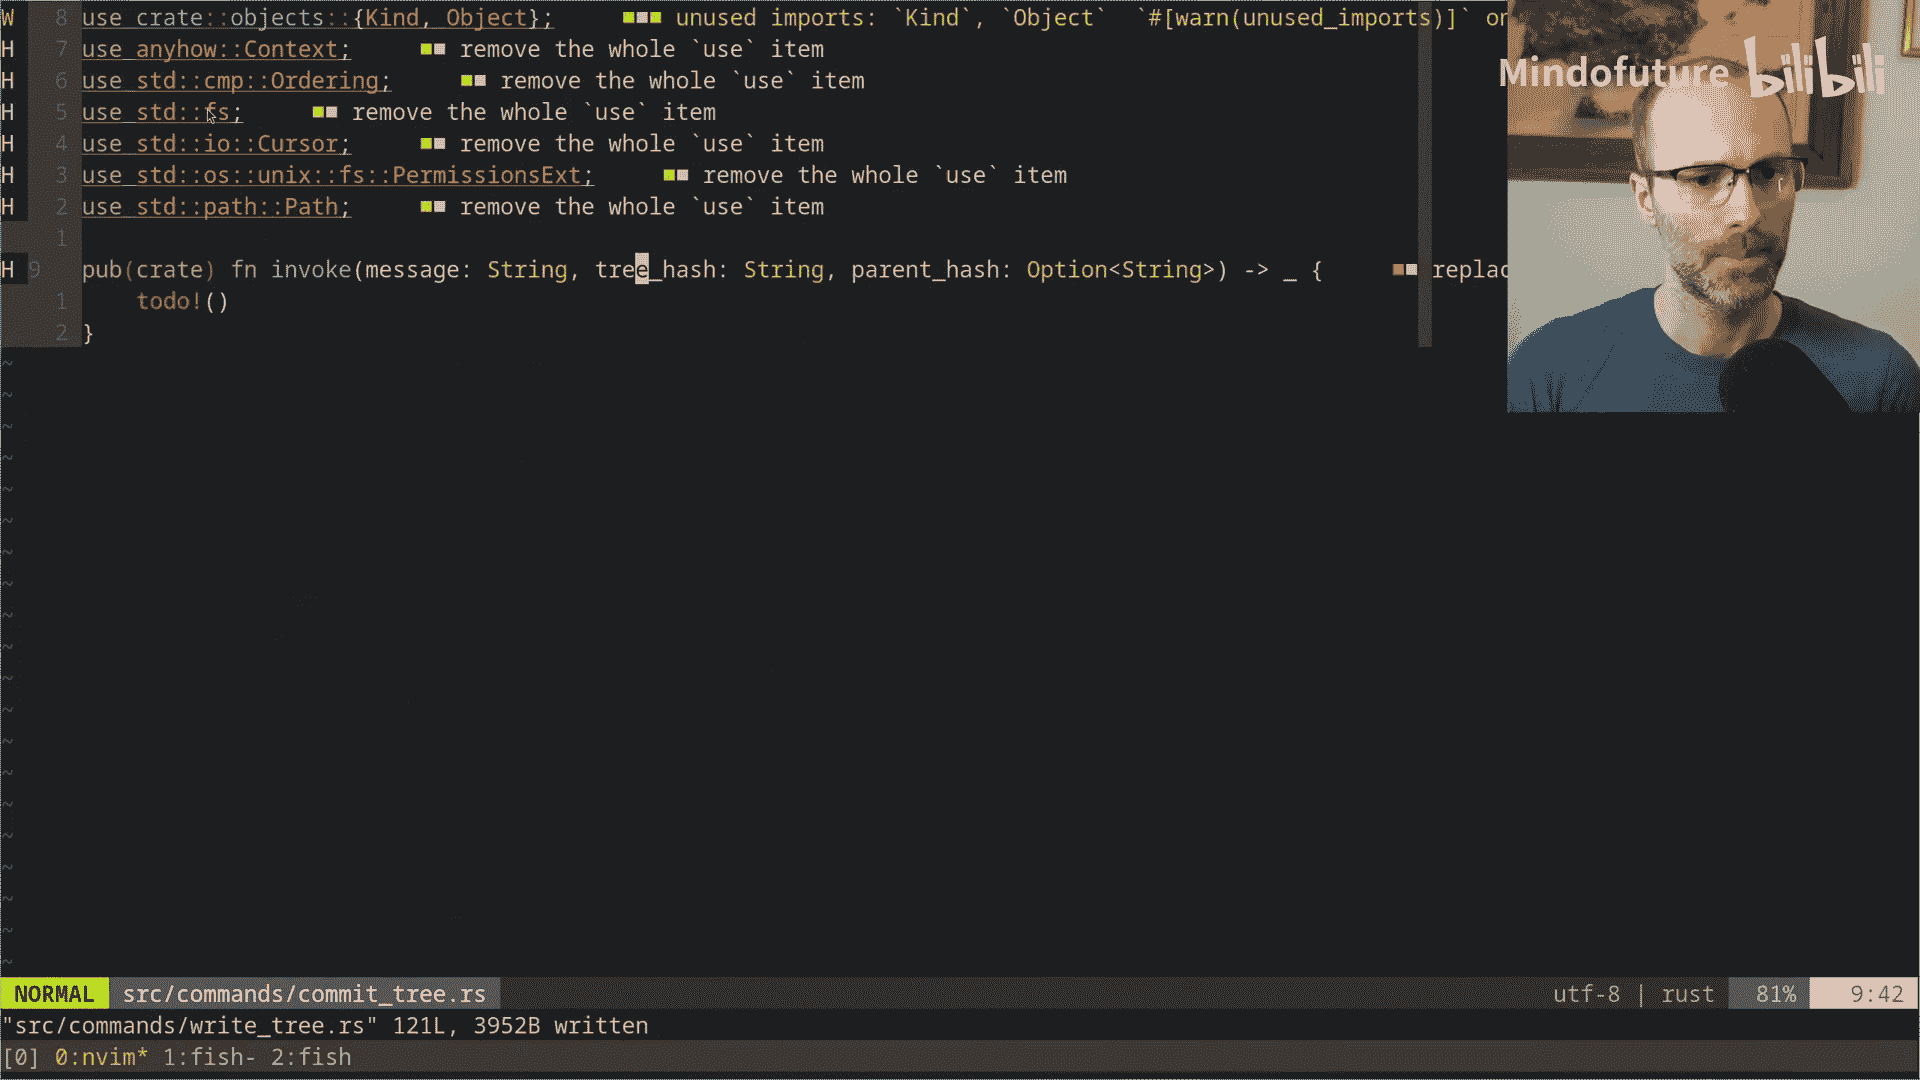 W 8 use crate::objects::{Kind, Object}; ■■■ unused imports: `Kind`, `Object` `#[warn(unused_imports)]` on
H 7 use anyhow::Context; ■■ remove the whole `use` item
H 6 use std::cmp::Ordering; ■■ remove the whole `use` item
H 5 use std::fs; ■■ remove the whole `use` item
H 4 use std::io::Cursor; ■■ remove the whole `use` item
H 3 use std::os::unix::fs::PermissionsExt; ■■ remove the whole `use` item
H 2 use std::path::Path; ■■ remove the whole `use` item
1
H 9 pub(crate) fn invoke(message: String, tree_hash: String, parent_hash: Option<String>) -> _ { ■■ replac
1 todo!()
2 }
Mindofuture bilibili
NORMAL src/commands/commit_tree.rs utf-8 | rust 81% 9:42
"src/commands/write_tree.rs" 121L, 3952B written
[0] 0:nvim* 1:fish- 2:fish